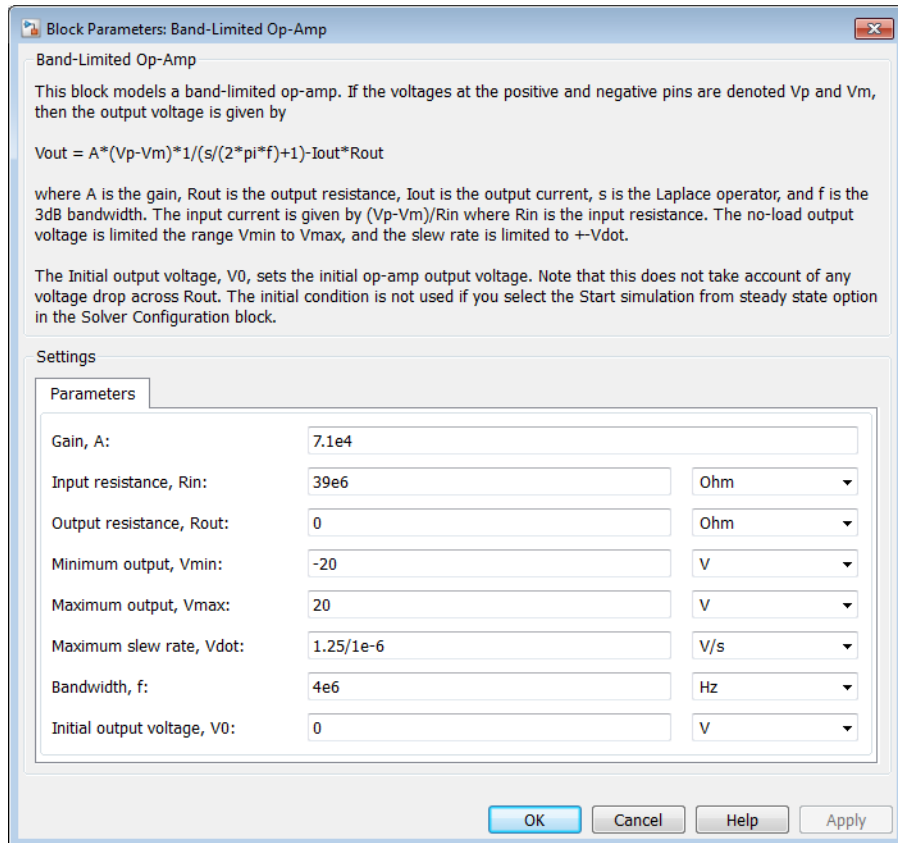 Block Parameters: Band-Limited Op-Amp
Band-Limited Op-Amp
This block models a band-limited op-amp. If the voltages at the positive and negative pins are denoted Vp and Vm,
then the output voltage is given by
Vout = A*(Vp-Vm)*1/(s/(2*pi*f)+1)-Iout*Rout
where A is the gain, Rout is the output resistance, Iout is the output current, s is the Laplace operator, and f is the
3dB bandwidth. The input current is given by (Vp-Vm)/Rin where Rin is the input resistance. The no-load output
voltage is limited the range Vmin to Vmax, and the slew rate is limited to +-Vdot.
The Initial output voltage, V0, sets the initial op-amp output voltage. Note that this does not take account of any
voltage drop across Rout. The initial condition is not used if you select the Start simulation from steady state option
in the Solver Configuration block.
Settings
Parameters
Gain, A: 7.1e4
Input resistance, Rin: 39e6 Ohm
Output resistance, Rout: 0 Ohm
Minimum output, Vmin: -20 V
Maximum output, Vmax: 20 V
Maximum slew rate, Vdot: 1.25/1e-6 V/s
Bandwidth, f: 4e6 Hz
Initial output voltage, V0: 0 V
OK Cancel Help Apply